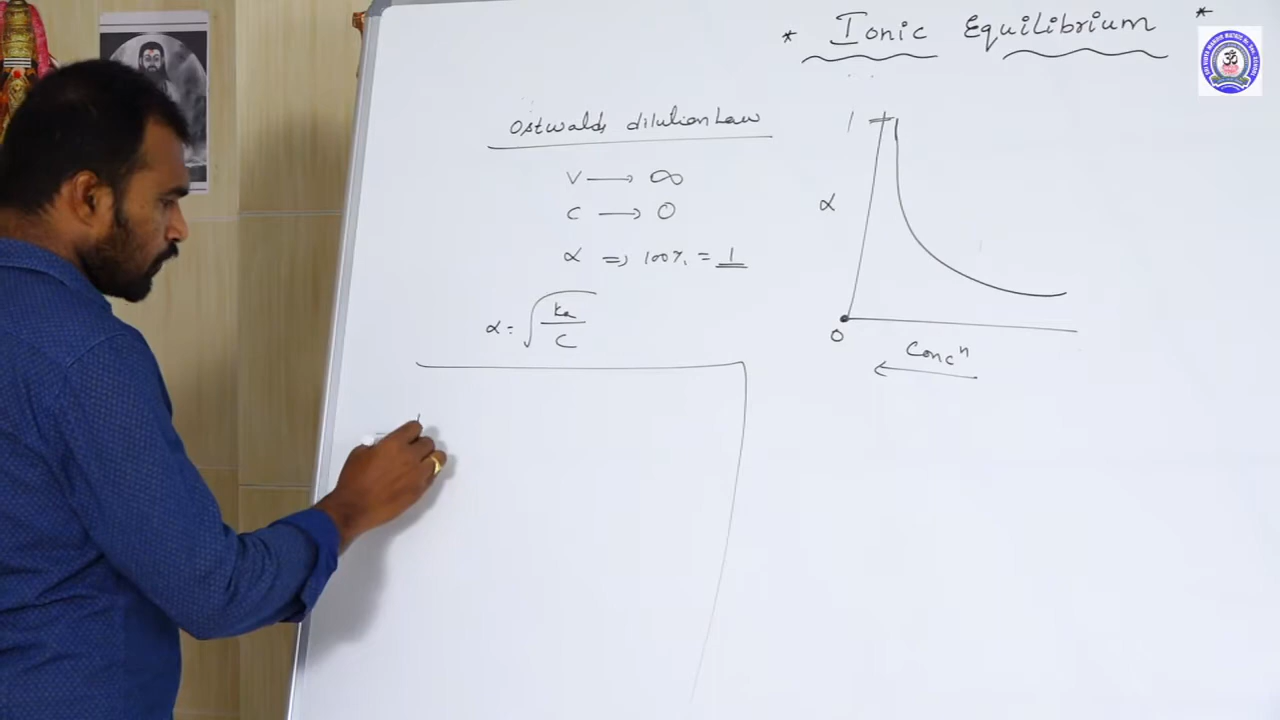 * Ionic Equilibrium *
Ostwalds dilution Law
V → ∞
C → 0
α ⇒ 100% = 1
α = √ka/C
1
α
0
Concⁿ
←